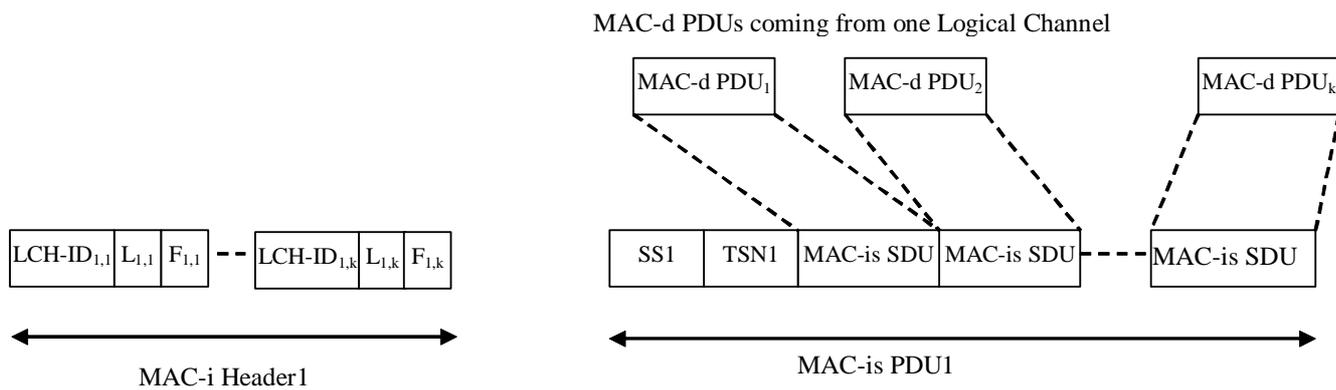 MAC-d PDUs coming from one Logical Channel
MAC-d PDU1
MAC-d PDU2
MAC-d PDUk
LCH-ID1,1
L1,1
F1,1
LCH-ID1,k
L1,k
F1,k
SS1
TSN1
MAC-is SDU
MAC-is SDU
MAC-is SDU
MAC-i Header1
MAC-is PDU1